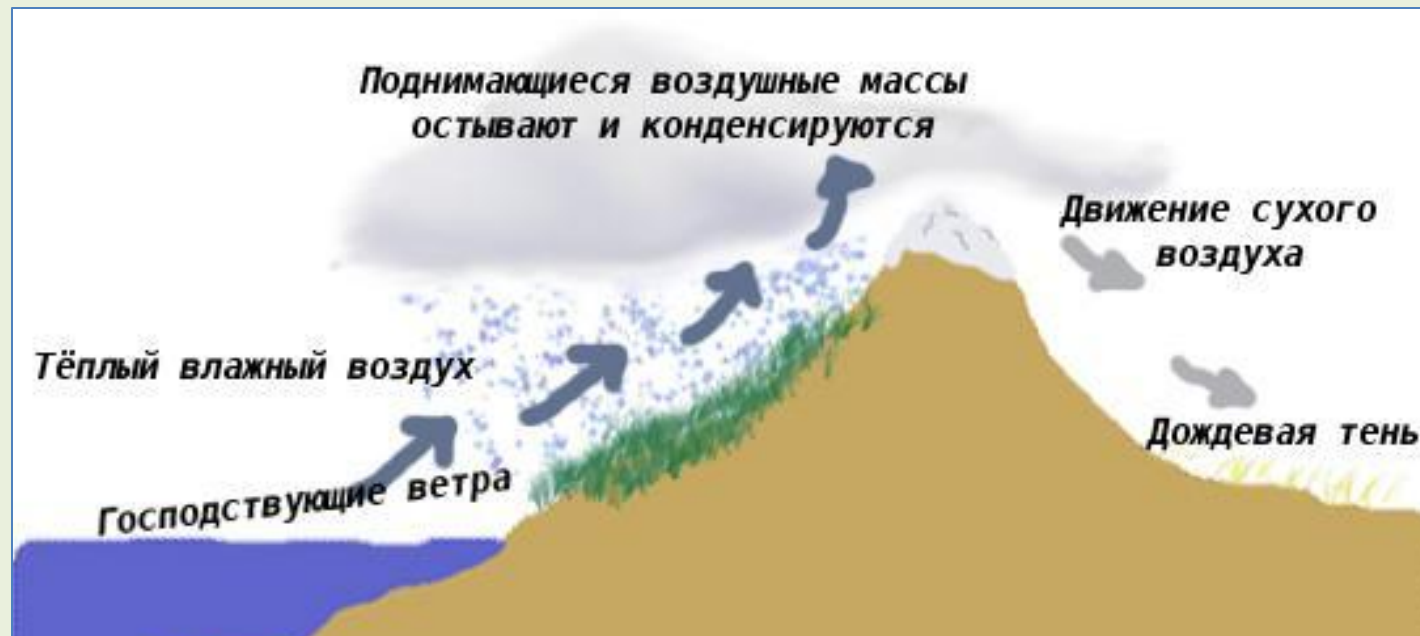 Поднимающиеся воздушные массы
остывают и конденсируются
Движение сухого
воздуха
Тёплый влажный воздух
Дождевая тень
Господствующие ветра